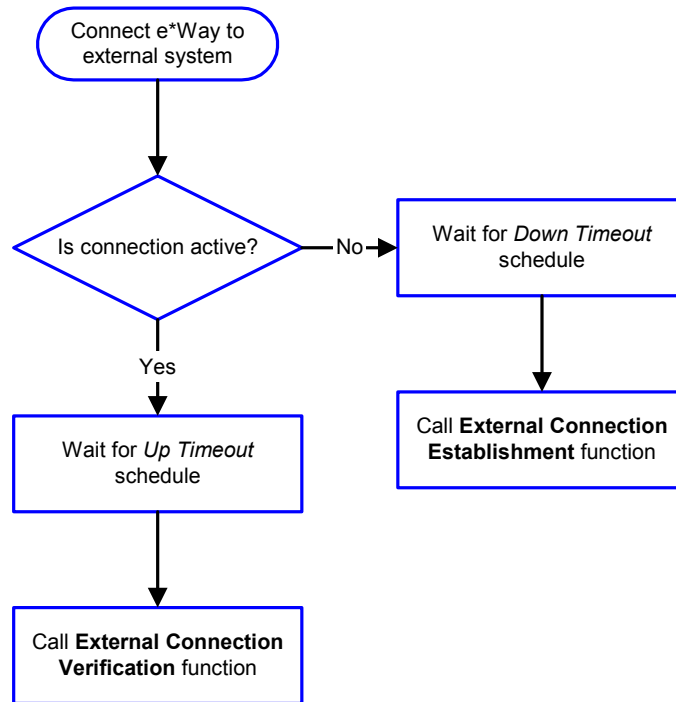 Connect e*Way to
external system
Is connection active?
No
Wait for Down Timeout
schedule
Yes
Call External Connection
Establishment function
Wait for Up Timeout
schedule
Call External Connection
Verification function